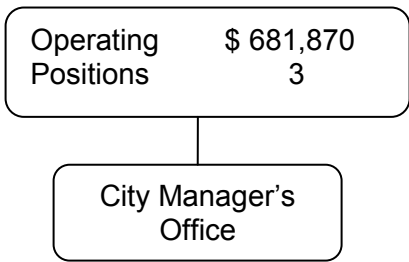 Operating $ 681,870
Positions 3
City Manager’s
Office